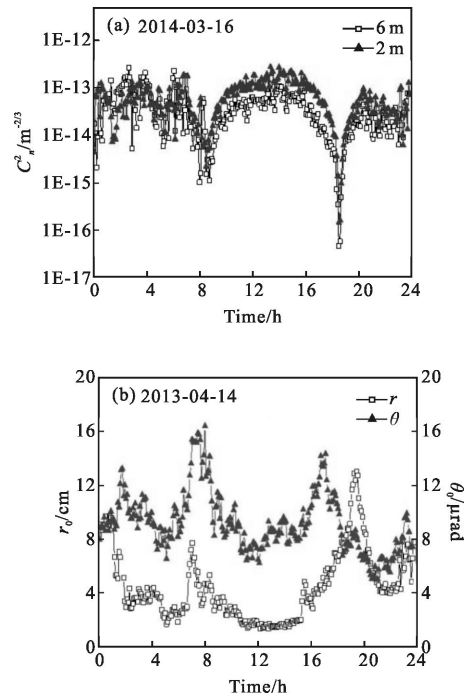 (a) 2014-03-16
6 m
2 m
C²ₙ/m⁻²/³
1E-12
1E-13
1E-14
1E-15
1E-16
1E-17
0 4 8 12 16 20 24
Time/h
(b) 2013-04-14
r
θ
r₀/cm
θ₀/μrad
20 20
16 16
12 12
8 8
4 4
0 0
0 4 8 12 16 20 24
Time/h